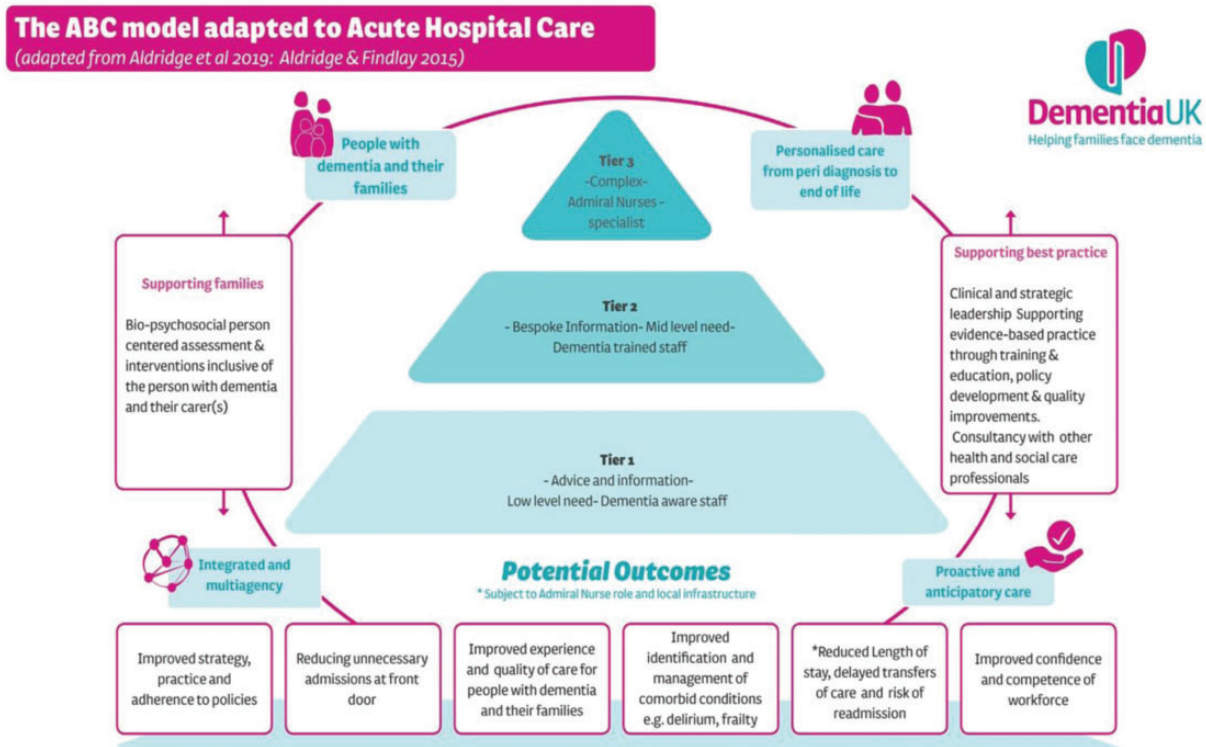 The ABC model adapted to Acute Hospital Care
(adapted from Aldridge et al 2019: Aldridge & Findlay 2015)
DementiaUK
Helping families face dementia
People with
dementia and their
families
Personalised care
from peri diagnosis to
end of life
Tier 3
-Complex-
Admiral Nurses -
specialist
Tier 2
- Bespoke Information- Mid level need-
Dementia trained staff
Tier 1
- Advice and information-
Low level need- Dementia aware staff
Supporting families
Bio-psychosocial person
centered assessment &
interventions inclusive of
the person with dementia
and their carer(s)
Supporting best practice
Clinical and strategic
leadership Supporting
evidence-based practice
through training &
education, policy
development & quality
improvements.
Consultancy with other
health and social care
professionals
Integrated and
multiagency
Proactive and
anticipatory care
Potential Outcomes
* Subject to Admiral Nurse role and local infrastructure
Improved strategy,
practice and
adherence to policies
Reducing unnecessary
admissions at front
door
Improved experience
and quality of care for
people with dementia
and their families
Improved
identification and
management of
comorbid conditions
e.g. delirium, frailty
*Reduced Length of
stay, delayed transfers
of care and risk of
readmission
Improved confidence
and competence of
workforce